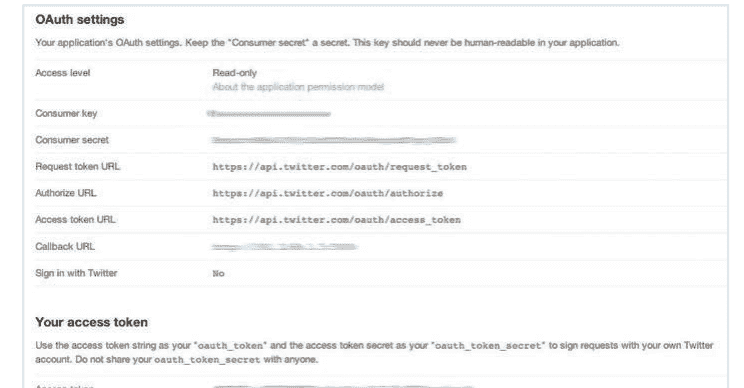 OAuth settings
Your application's OAuth settings. Keep the "Consumer secret" a secret. This key should never be human-readable in your application.
Access level Read-only
About the application permission model
Consumer key
Consumer secret
Request token URL https://api.twitter.com/oauth/request_token
Authorize URL https://api.twitter.com/oauth/authorize
Access token URL https://api.twitter.com/oauth/access_token
Callback URL
Sign in with Twitter No
Your access token
Use the access token string as your "oauth_token" and the access token secret as your "oauth_token_secret" to sign requests with your own Twitter
account. Do not share your oauth_token_secret with anyone.
Access token